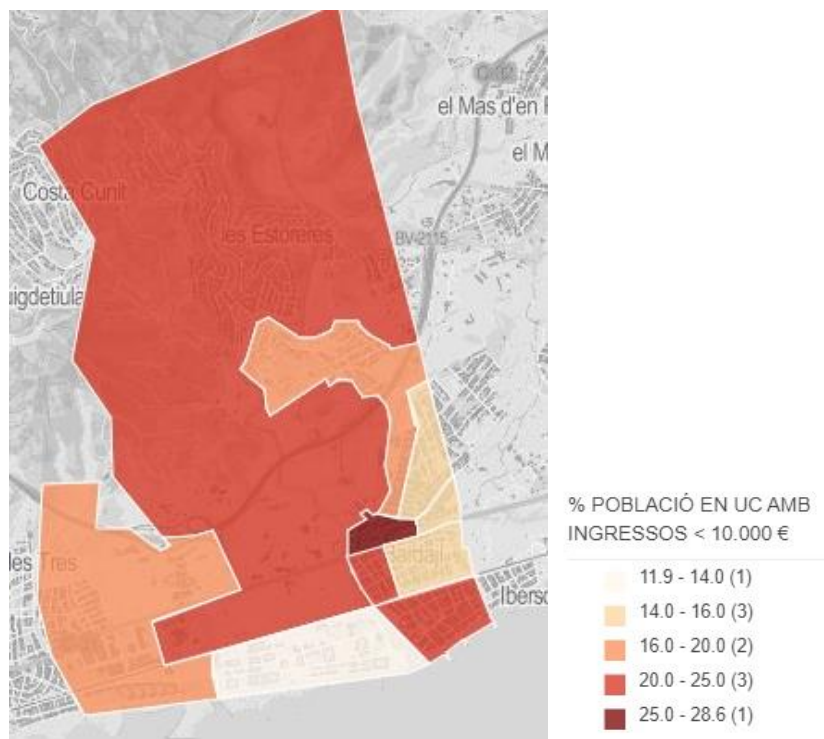 el Mas d'en
el M
Costa Cunit
les Estoreres
BV-2115
uigdetiula
les Tres
Ibers
% POBLACIÓ EN UC AMB
INGRESSOS < 10.000 €
11.9 - 14.0 (1)
14.0 - 16.0 (3)
16.0 - 20.0 (2)
20.0 - 25.0 (3)
25.0 - 28.6 (1)